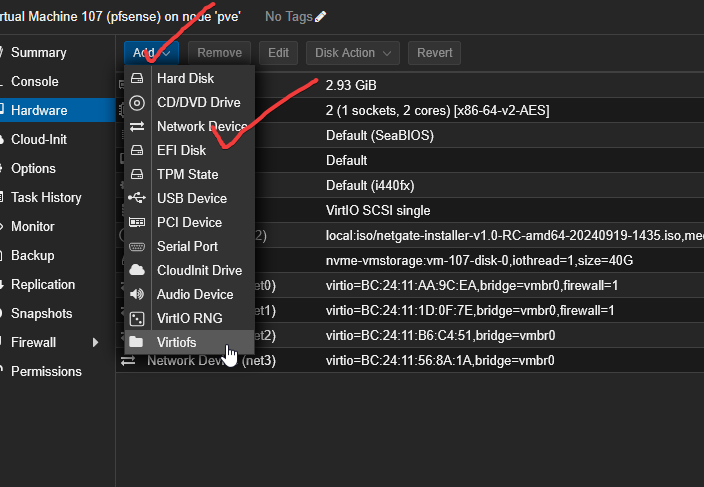 rtual Machine 107 (pfsense) on node 'pve' No Tags
Summary
Console
Hardware
Cloud-Init
Options
Task History
Monitor
Backup
Replication
Snapshots
Firewall
Permissions
Add Remove Edit Disk Action Revert
Hard Disk
CD/DVD Drive
Network Device
EFI Disk
TPM State
USB Device
PCI Device
Serial Port
CloudInit Drive
Audio Device
VirtIO RNG
Virtiofs
2.93 GiB
2 (1 sockets, 2 cores) [x86-64-v2-AES]
Default (SeaBIOS)
Default
Default (i440fx)
VirtIO SCSI single
2) local:iso/netgate-installer-v1.0-RC-amd64-20240919-1435.iso,med
nvme-vmstorage:vm-107-disk-0,iothread=1,size=40G
et0) virtio=BC:24:11:AA:9C:EA,bridge=vmbr0,firewall=1
et1) virtio=BC:24:11:1D:0F:7E,bridge=vmbr0,firewall=1
et2) virtio=BC:24:11:B6:C4:51,bridge=vmbr0
Network Device (net3) virtio=BC:24:11:56:8A:1A,bridge=vmbr0